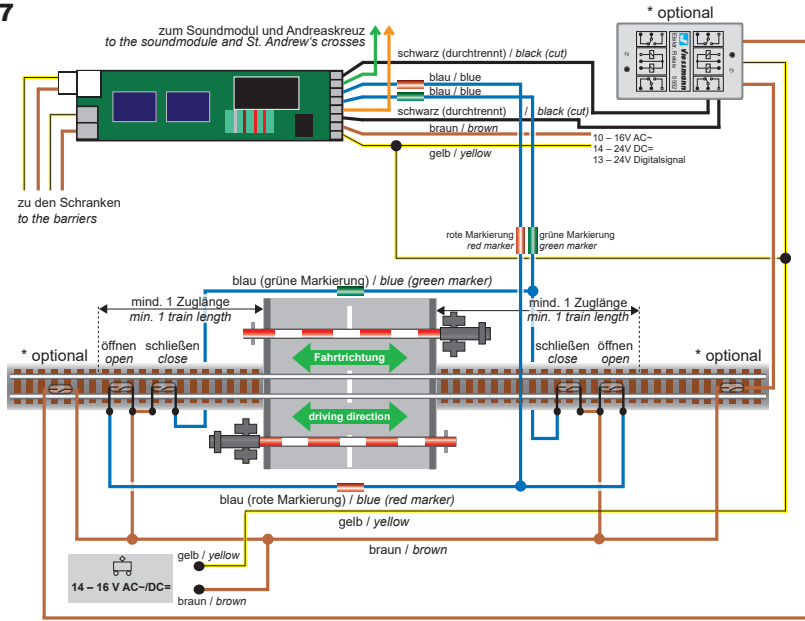 7
zum Soundmodul und Andreaskreuz
to the soundmodule and St. Andrew's crosses
* optional
schwarz (durchtrennt) / black (cut)
blau / blue
blau / blue
schwarz (durchtrennt) / black (cut)
braun / brown
gelb / yellow
10 – 16V AC~
14 – 24V DC=
13 – 24V Digitalsignal
viessmann
Elektr. Relais 5592
zu den Schranken
to the barriers
rote Markierung
red marker
grüne Markierung
green marker
blau (grüne Markierung) / blue (green marker)
mind. 1 Zuglänge
min. 1 train length
mind. 1 Zuglänge
min. 1 train length
* optional
öffnen
open
schließen
close
Fahrtrichtung
schließen
close
öffnen
open
* optional
driving direction
blau (rote Markierung) / blue (red marker)
gelb / yellow
braun / brown
gelb / yellow
14 – 16 V AC~/DC=
braun / brown